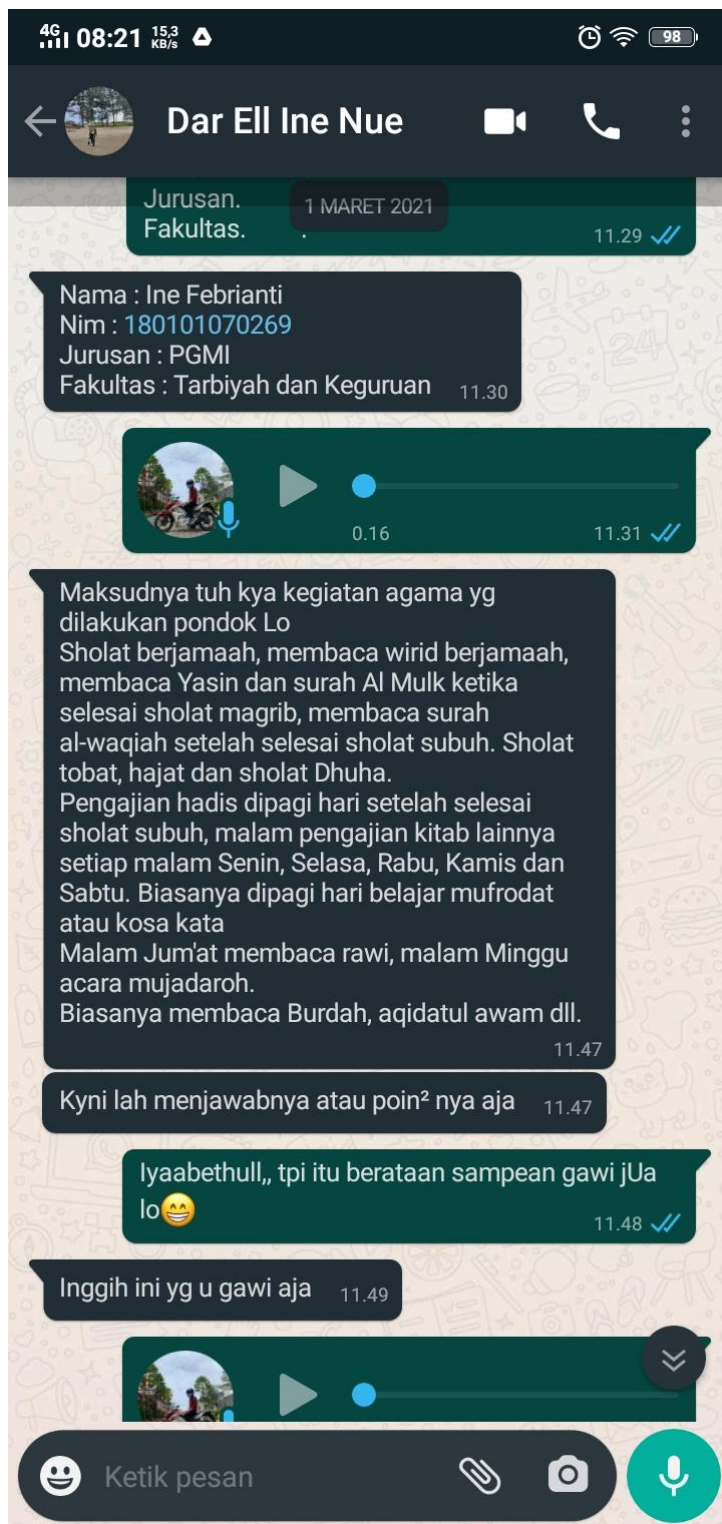 4G 08:21 15,3 KB/s 98
Dar Ell Ine Nue
Jurusan.
1 MARET 2021
Fakultas. .
11.29
Nama : Ine Febrianti
Nim : 180101070269
Jurusan : PGMI
Fakultas : Tarbiyah dan Keguruan 11.30
0.16 11.31
Maksudnya tuh kya kegiatan agama yg
dilakukan pondok Lo
Sholat berjamaah, membaca wirid berjamaah,
membaca Yasin dan surah Al Mulk ketika
selesai sholat magrib, membaca surah
al-waqiah setelah selesai sholat subuh. Sholat
tobat, hajat dan sholat Dhuha.
Pengajian hadis dipagi hari setelah selesai
sholat subuh, malam pengajian kitab lainnya
setiap malam Senin, Selasa, Rabu, Kamis dan
Sabtu. Biasanya dipagi hari belajar mufrodat
atau kosa kata
Malam Jum'at membaca rawi, malam Minggu
acara mujadaroh.
Biasanya membaca Burdah, aqidatul awam dll.
11.47
Kyni lah menjawabnya atau poin² nya aja 11.47
Iyaabethull,, tpi itu berataan sampean gawi jUa
lo😁 11.48
Inggih ini yg u gawi aja 11.49
Ketik pesan